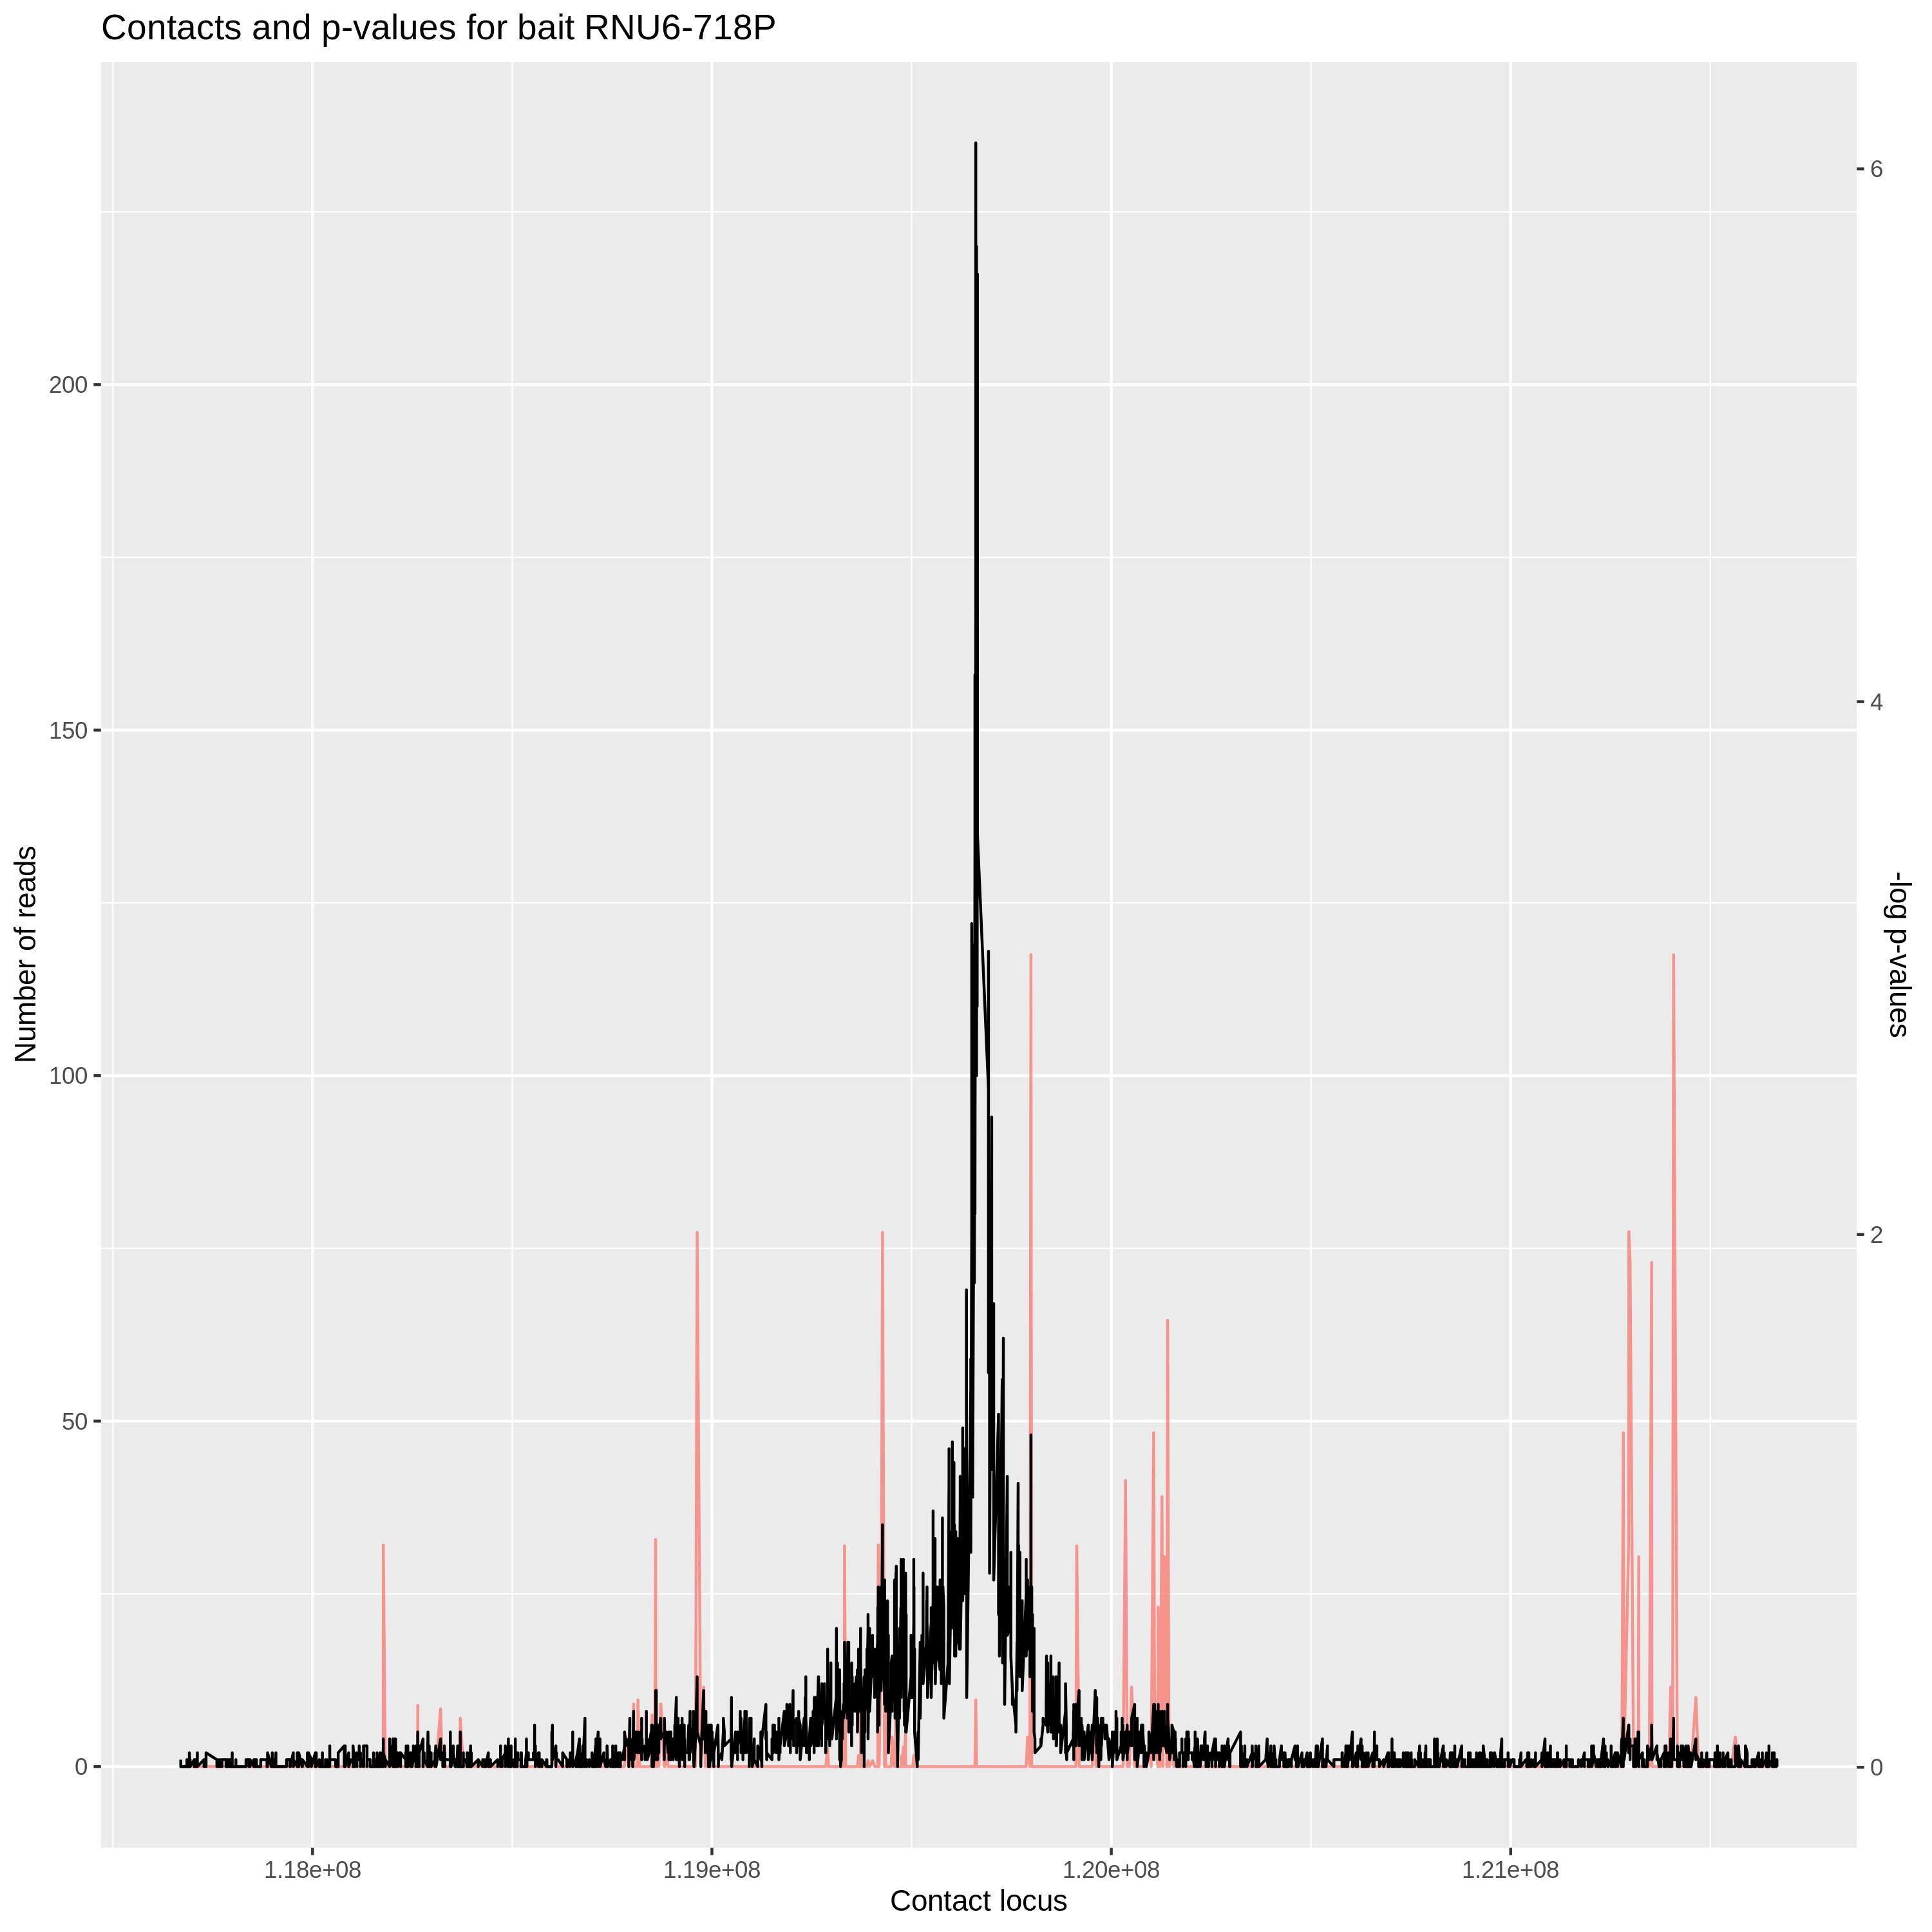 Contacts and p-values for bait RNU6-718P
200
150
100
50
0
6
4
2
0
Number of reads
-log p-values
1.18e+08
1.19e+08
1.20e+08
1.21e+08
Contact locus